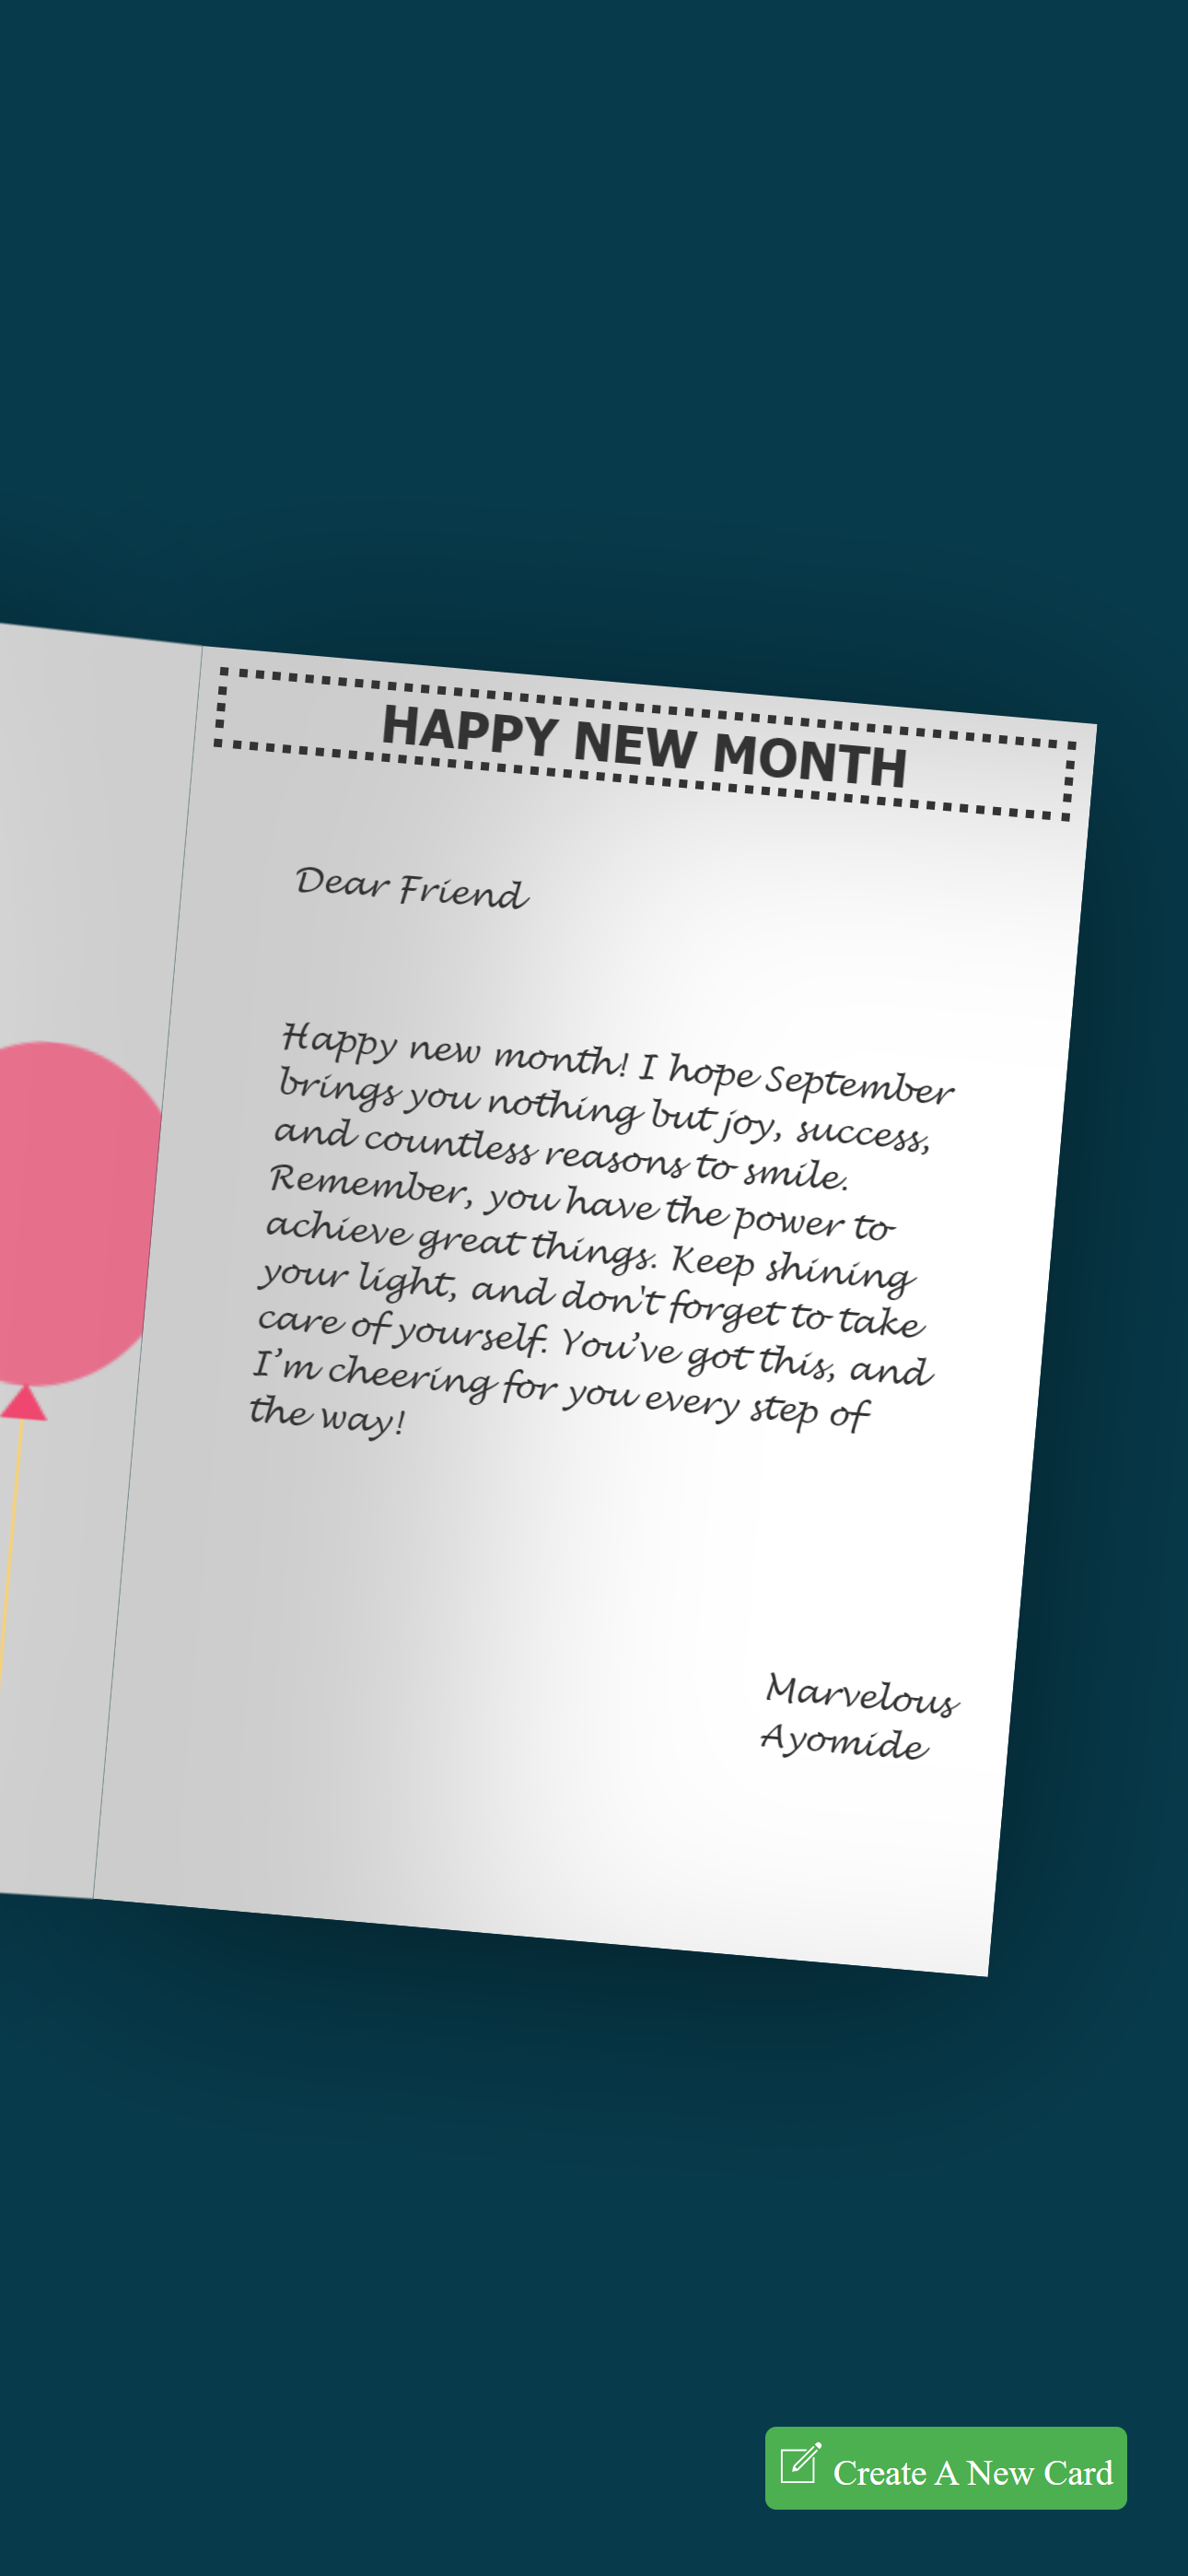 HAPPY NEW MONTH
Dear Friend
Happy new month! I hope September
brings you nothing but joy, success,
and countless reasons to smile.
Remember, you have the power to
achieve great things. Keep shining
your light, and don't forget to take
care of yourself. You’ve got this, and
I’m cheering for you every step of
the way!
Marvelous
Ayomide
Create A New Card